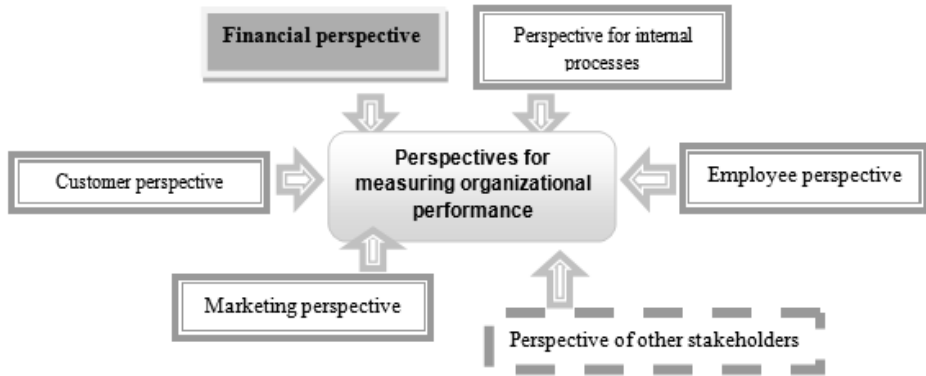 Financial perspective
Perspective for internal
processes
Customer perspective
Perspectives for
measuring organizational
performance
Employee perspective
Marketing perspective
Perspective of other stakeholders